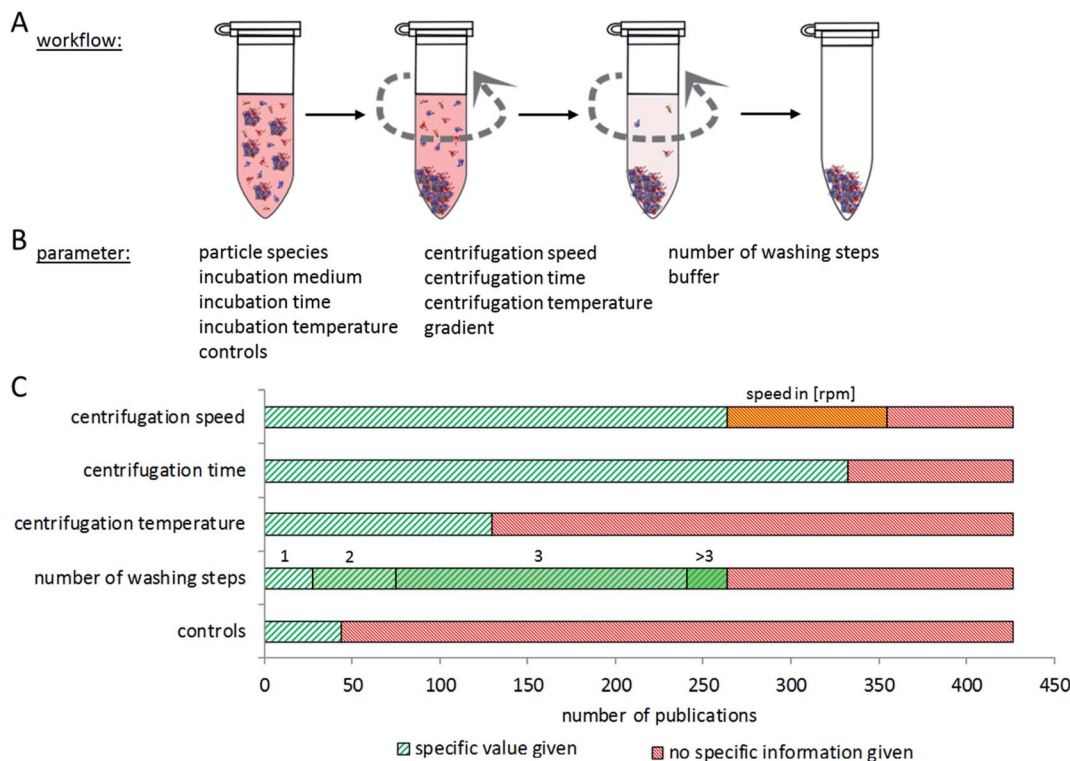 A
workflow:
B
parameter:
particle species
incubation medium
incubation time
incubation temperature
controls
centrifugation speed
centrifugation time
centrifugation temperature
gradient
number of washing steps
buffer
C
speed in [rpm]
centrifugation speed
centrifugation time
centrifugation temperature
1 2 3 >3
number of washing steps
controls
0 50 100 150 200 250 300 350 400 450
number of publications
specific value given no specific information given